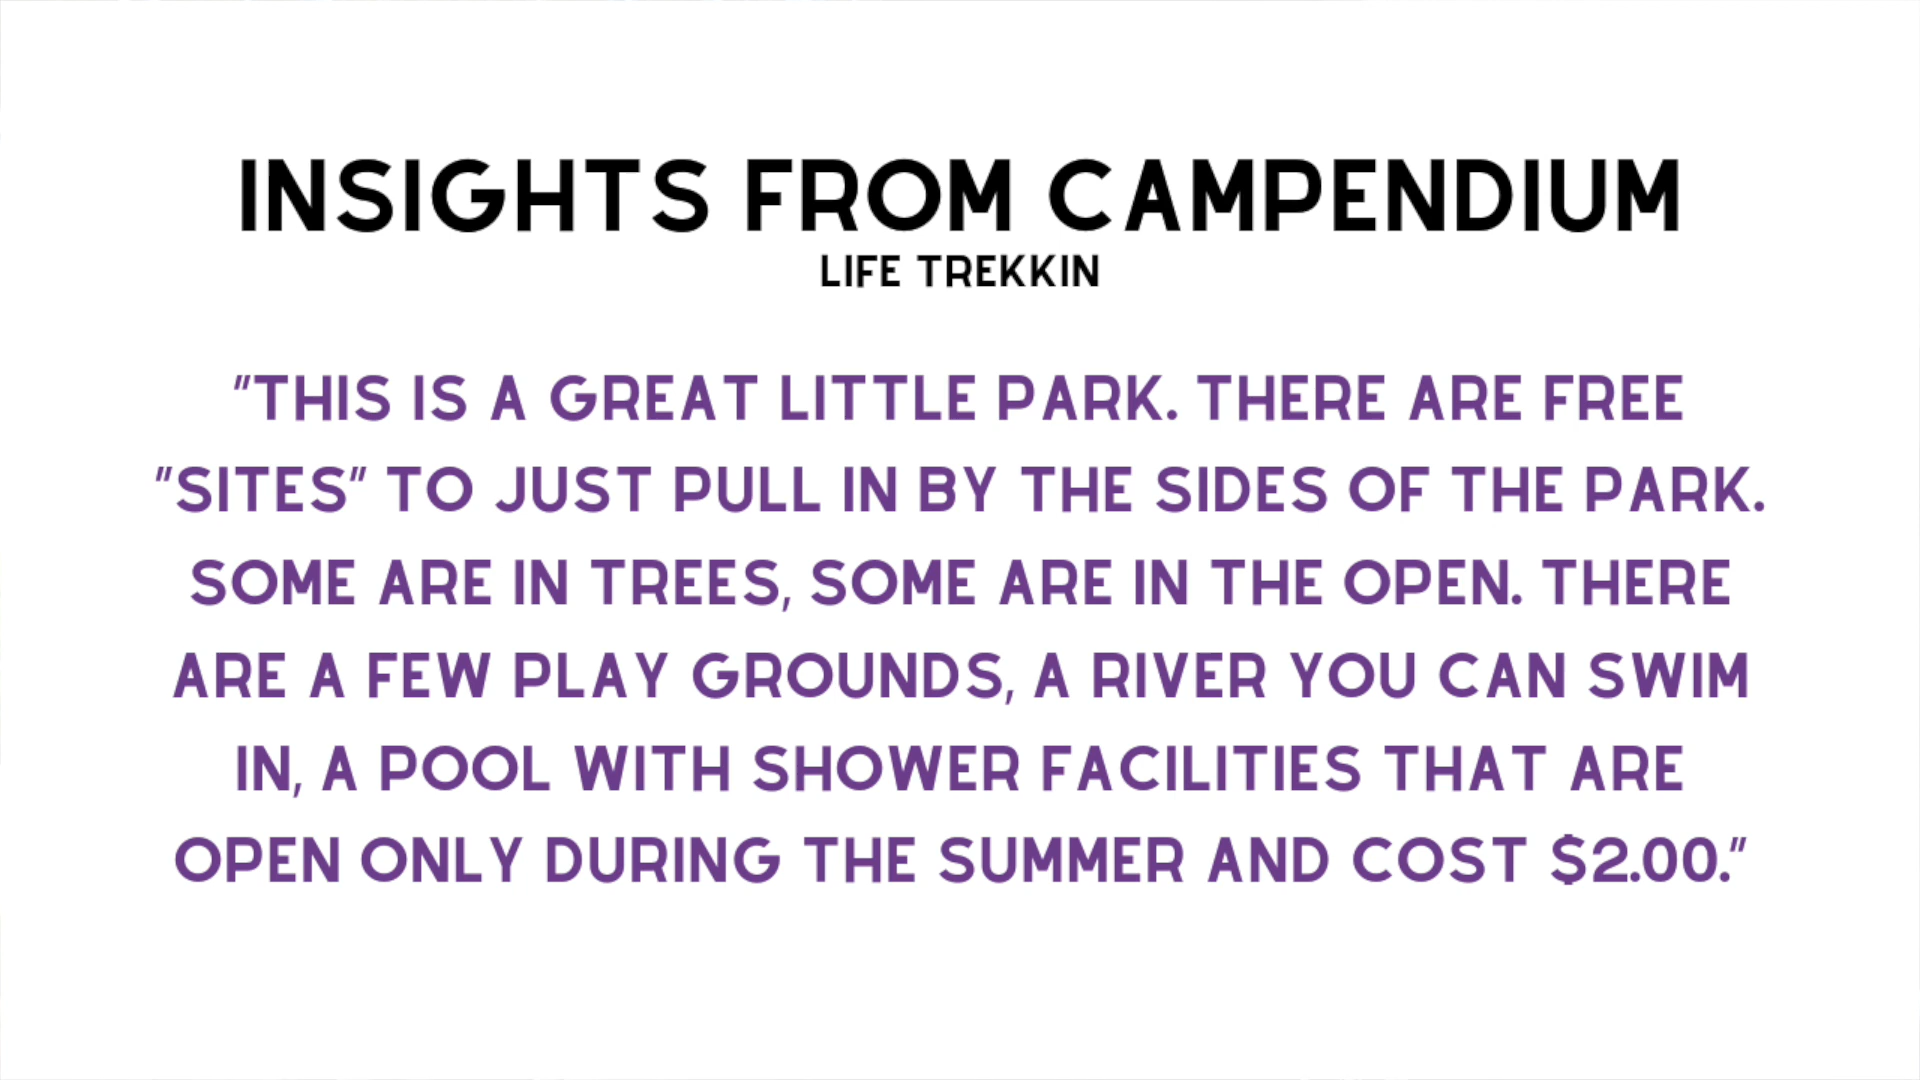 INSIGHTS FROM CAMPENDIUM
LIFE TREKKIN
"THIS IS A GREAT LITTLE PARK. THERE ARE FREE
"SITES" TO JUST PULL IN BY THE SIDES OF THE PARK.
SOME ARE IN TREES, SOME ARE IN THE OPEN. THERE
ARE A FEW PLAY GROUNDS, A RIVER YOU CAN SWIM
IN, A POOL WITH SHOWER FACILITIES THAT ARE
OPEN ONLY DURING THE SUMMER AND COST $2.00."